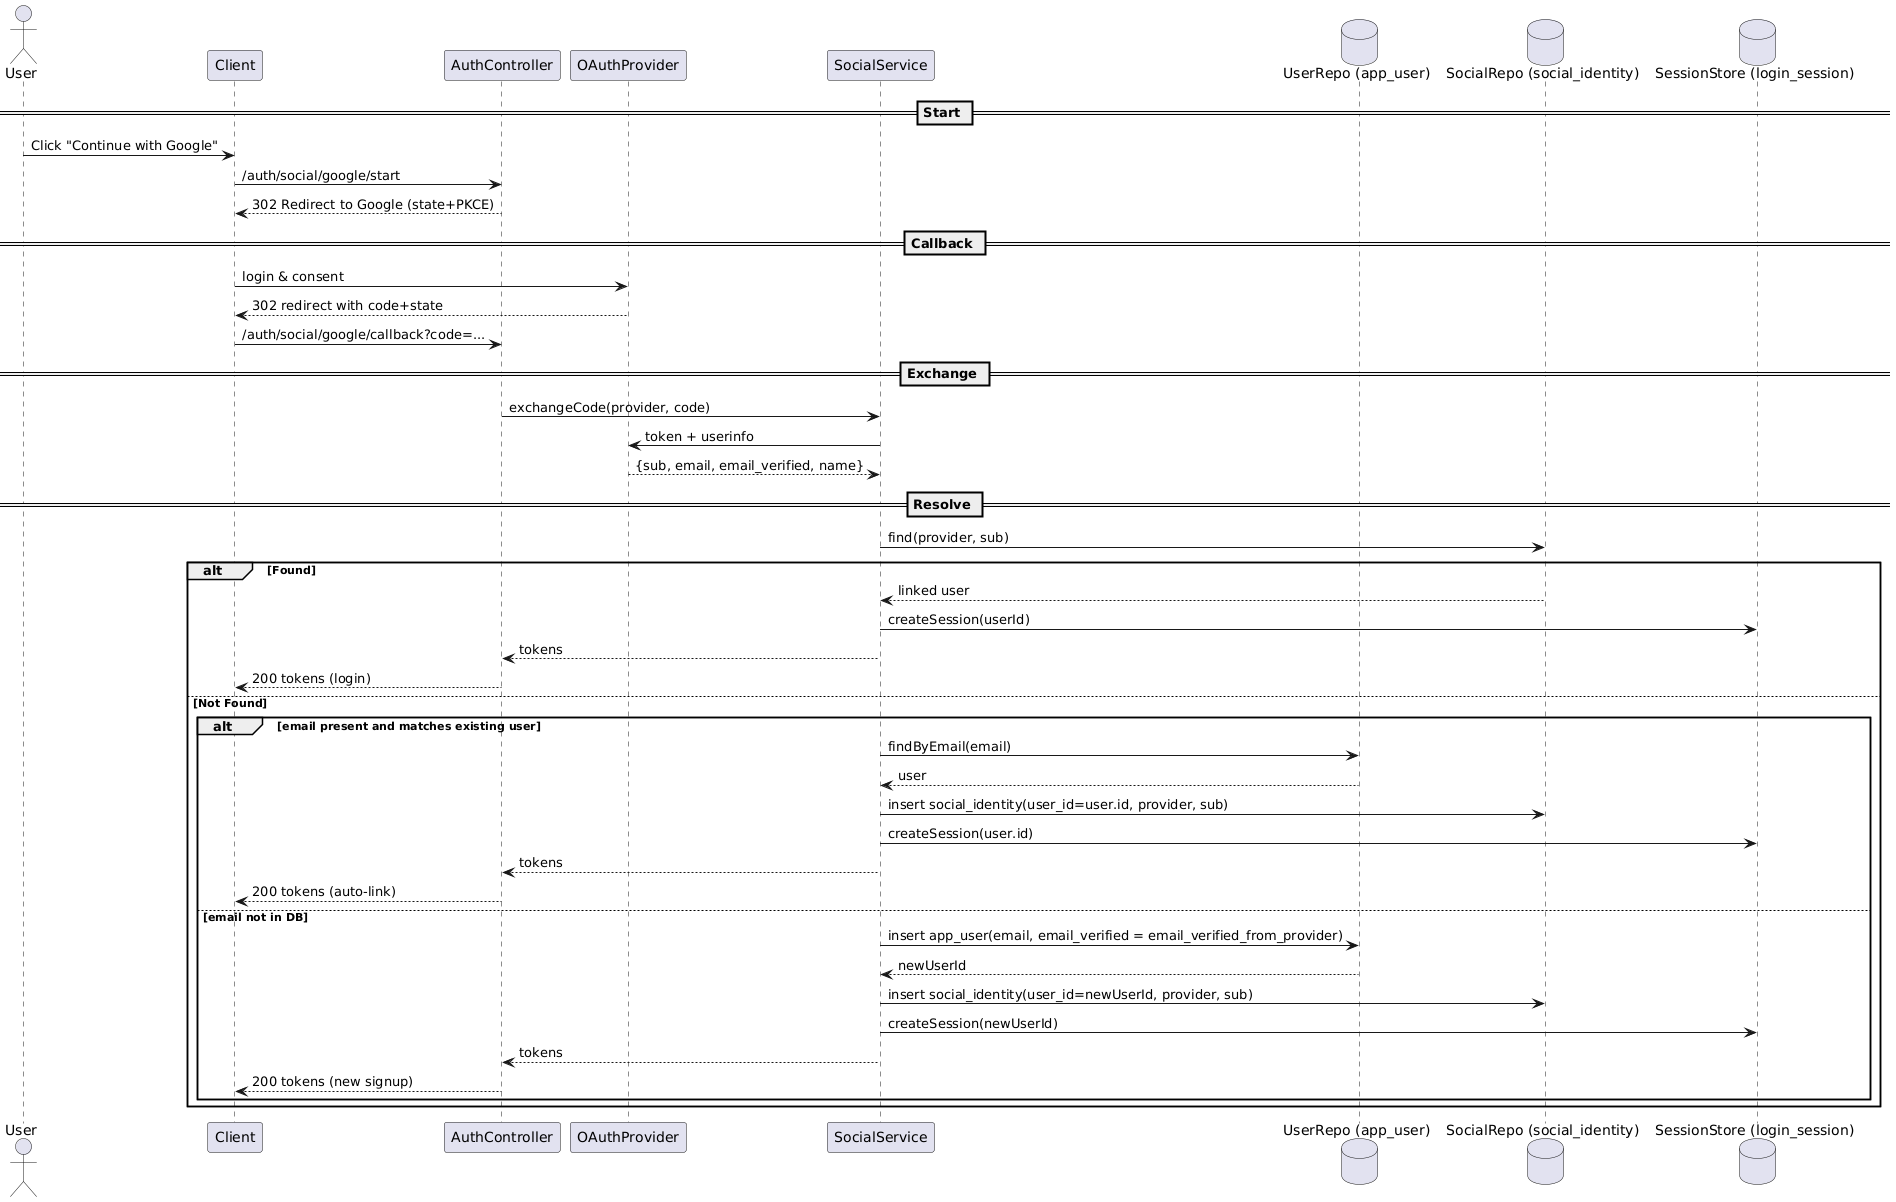 User
Client
AuthController
OAuthProvider
SocialService
UserRepo (app_user)
SocialRepo (social_identity)
SessionStore (login_session)
Start
Click "Continue with Google"
/auth/social/google/start
302 Redirect to Google (state+PKCE)
Callback
login & consent
302 redirect with code+state
/auth/social/google/callback?code=...
Exchange
exchangeCode(provider, code)
token + userinfo
{sub, email, email_verified, name}
Resolve
find(provider, sub)
alt [Found]
linked user
createSession(userId)
tokens
200 tokens (login)
[Not Found]
alt [email present and matches existing user]
findByEmail(email)
user
insert social_identity(user_id=user.id, provider, sub)
createSession(user.id)
tokens
200 tokens (auto-link)
[email not in DB]
insert app_user(email, email_verified = email_verified_from_provider)
newUserId
insert social_identity(user_id=newUserId, provider, sub)
createSession(newUserId)
tokens
200 tokens (new signup)
User
Client
AuthController
OAuthProvider
SocialService
UserRepo (app_user)
SocialRepo (social_identity)
SessionStore (login_session)